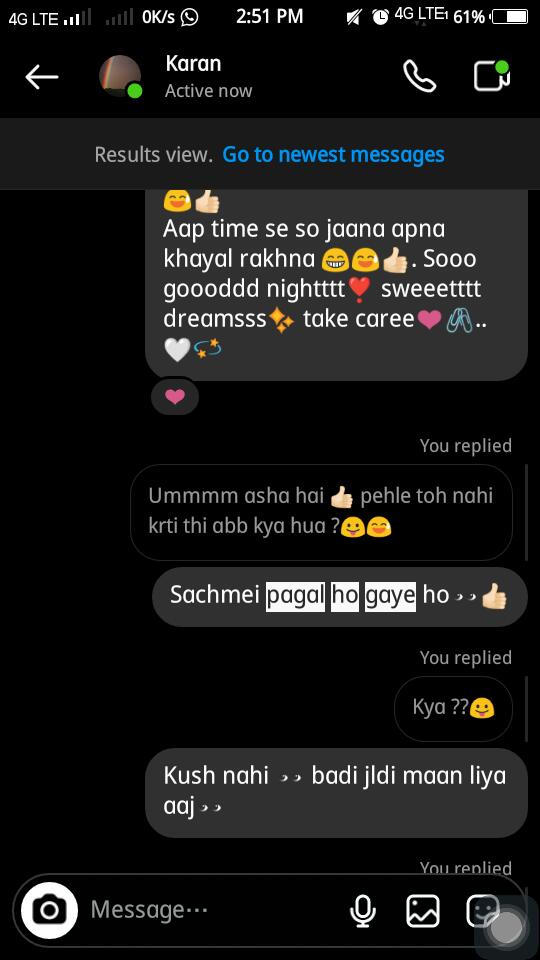 4G LTE 0K/s 2:51 PM 4G LTE 61%
Karan
Active now
Results view. Go to newest messages
😅👍🏻
Aap time se so jaana apna
khayal rakhna 😁😅👍🏻. Sooo
goooddd nightttt❣️ sweeetttt
dreamsss✨ take caree❤🖇️..
🤍💫
❤
You replied
Ummmm asha hai 👍🏻 pehle toh nahi
krti thi abb kya hua ?😛😅
Sachmei pagal ho gaye ho 👀👍🏻
You replied
Kya ??😛
Kush nahi 👀 badi jldi maan liya
aaj 👀
You replied
Message···